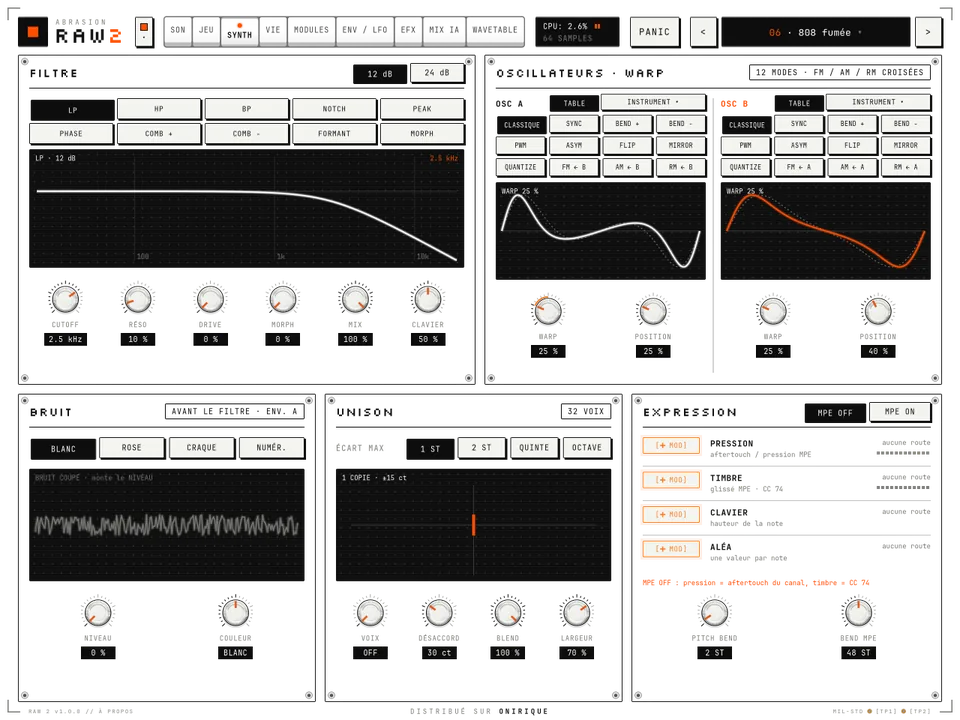 ABRASION
RAW2
SON JEU SYNTH VIE MODULES ENV / LFO EFX MIX IA WAVETABLE
CPU: 2.6%
64 SAMPLES
PANIC
< 06 · 808 fumée >
FILTRE
12 dB 24 dB
LP HP BP NOTCH PEAK
PHASE COMB + COMB - FORMANT MORPH
LP · 12 dB 2.5 kHz
100 1k 10k
CUTOFF RÉSO DRIVE MORPH MIX CLAVIER
2.5 kHz 10 % 0 % 0 % 100 % 50 %
OSCILLATEURS · WARP
12 MODES · FM / AM / RM CROISÉES
OSC A TABLE INSTRUMENT
CLASSIQUE SYNC BEND + BEND -
PWM ASYM FLIP MIRROR
QUANTIZE FM ← B AM ← B RM ← B
WARP 25 %
WARP POSITION
25 % 25 %
OSC B TABLE INSTRUMENT
CLASSIQUE SYNC BEND + BEND -
PWM ASYM FLIP MIRROR
QUANTIZE FM ← A AM ← A RM ← A
WARP 25 %
WARP POSITION
25 % 40 %
BRUIT
AVANT LE FILTRE · ENV. A
BLANC ROSE CRAQUE NUMÉR.
BRUIT COUPÉ · monte le NIVEAU
NIVEAU COULEUR
0 % BLANC
UNISON
32 VOIX
ÉCART MAX 1 ST 2 ST QUINTE OCTAVE
1 COPIE · ±15 ct
VOIX DÉSACCORD BLEND LARGEUR
OFF 30 ct 100 % 70 %
EXPRESSION
MPE OFF MPE ON
[+ MOD] PRESSION aucune route
aftertouch / pression MPE
[+ MOD] TIMBRE aucune route
glissé MPE · CC 74
[+ MOD] CLAVIER aucune route
hauteur de la note
[+ MOD] ALÉA aucune route
une valeur par note
MPE OFF : pression = aftertouch du canal, timbre = CC 74
PITCH BEND BEND MPE
2 ST 48 ST
RAW 2 v1.0.0 // À PROPOS
DISTRIBUÉ SUR ONIRIQUE
MIL-STD [TP1] [TP2]